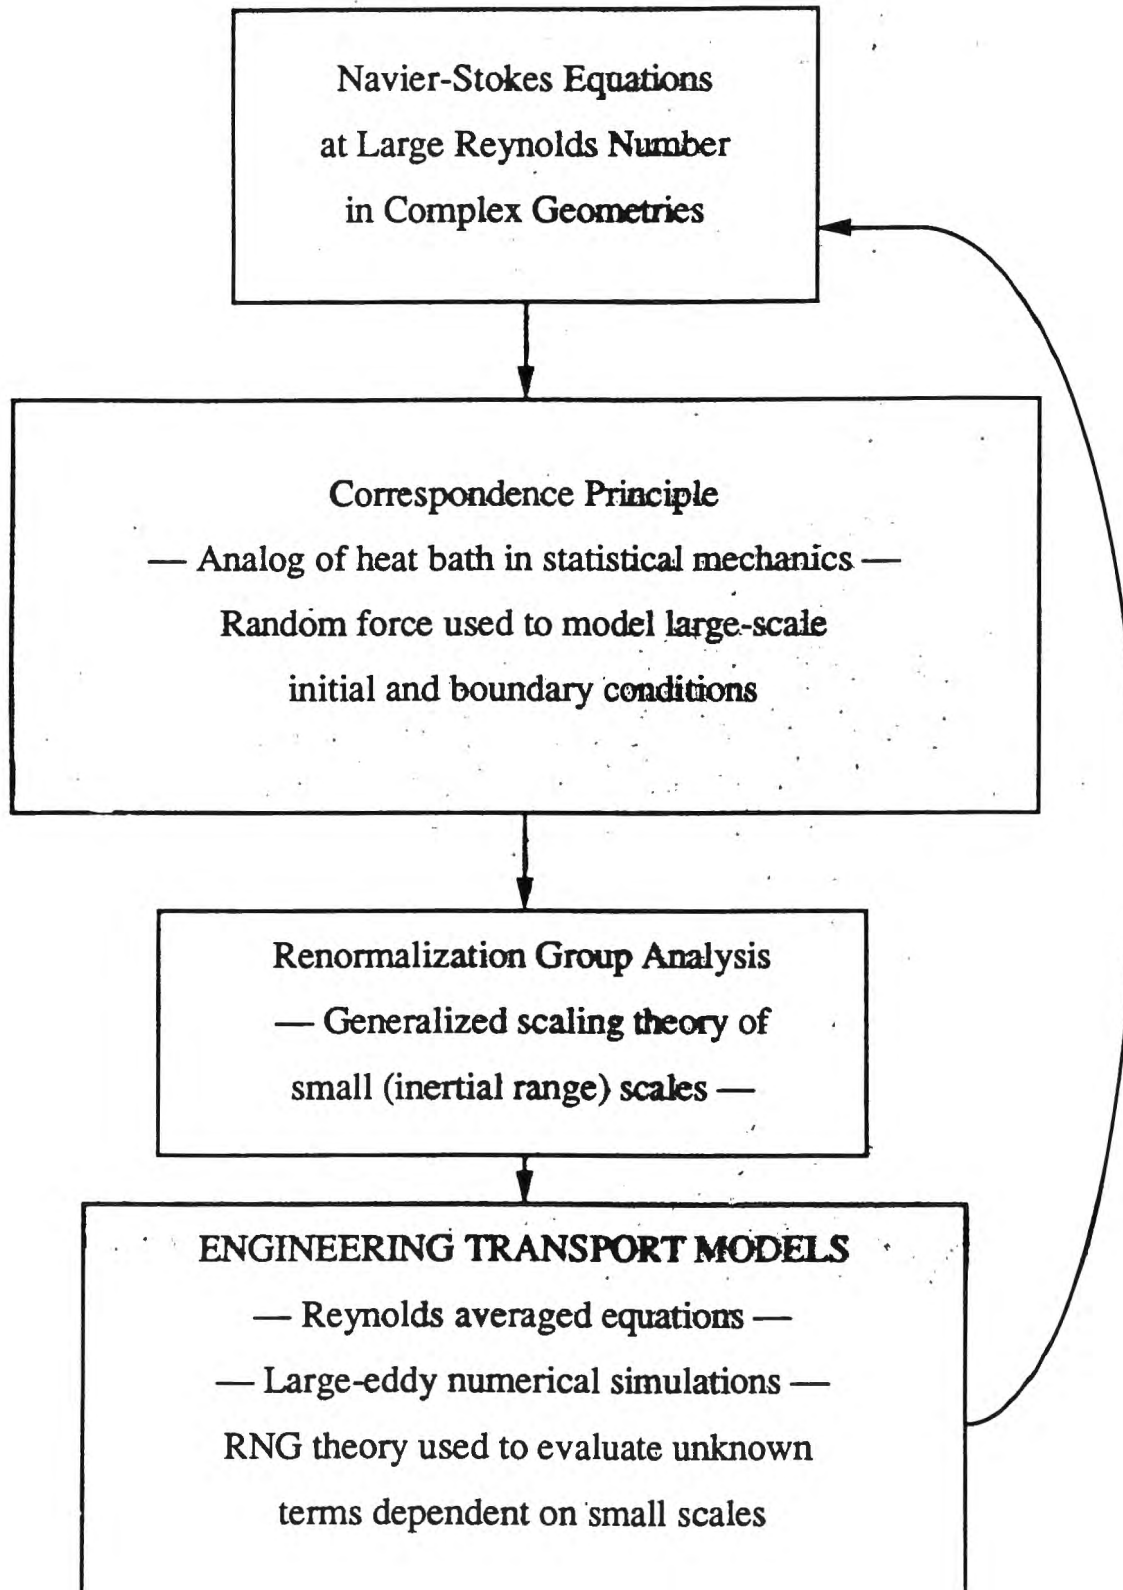 Navier-Stokes Equations
at Large Reynolds Number
in Complex Geometries
Correspondence Principle
— Analog of heat bath in statistical mechanics —
Random force used to model large-scale
initial and boundary conditions
Renormalization Group Analysis
— Generalized scaling theory of
small (inertial range) scales —
ENGINEERING TRANSPORT MODELS
— Reynolds averaged equations —
— Large-eddy numerical simulations —
RNG theory used to evaluate unknown
terms dependent on small scales